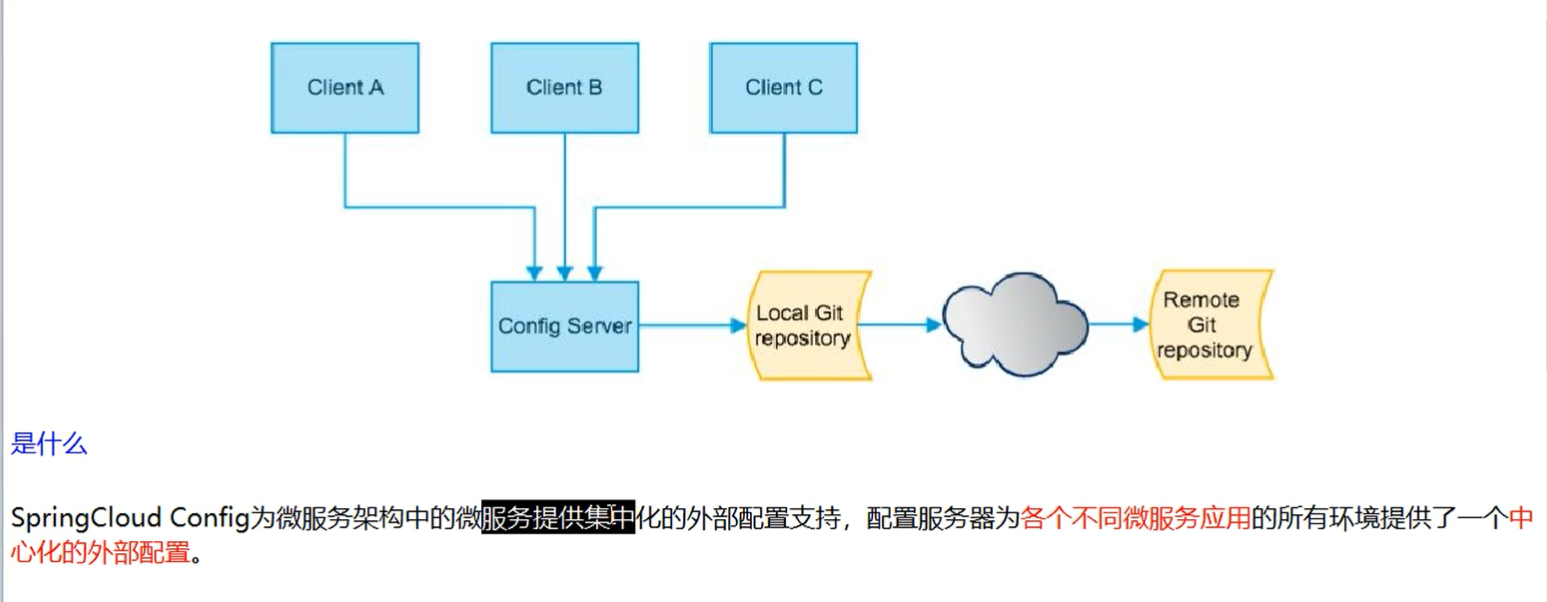 Client A
Client B
Client C
Config Server
Local Git
repository
Remote
Git
repository
是什么
SpringCloud Config为微服务架构中的微服务提供集中化的外部配置支持，配置服务器为各个不同微服务应用的所有环境提供了一个中
心化的外部配置。